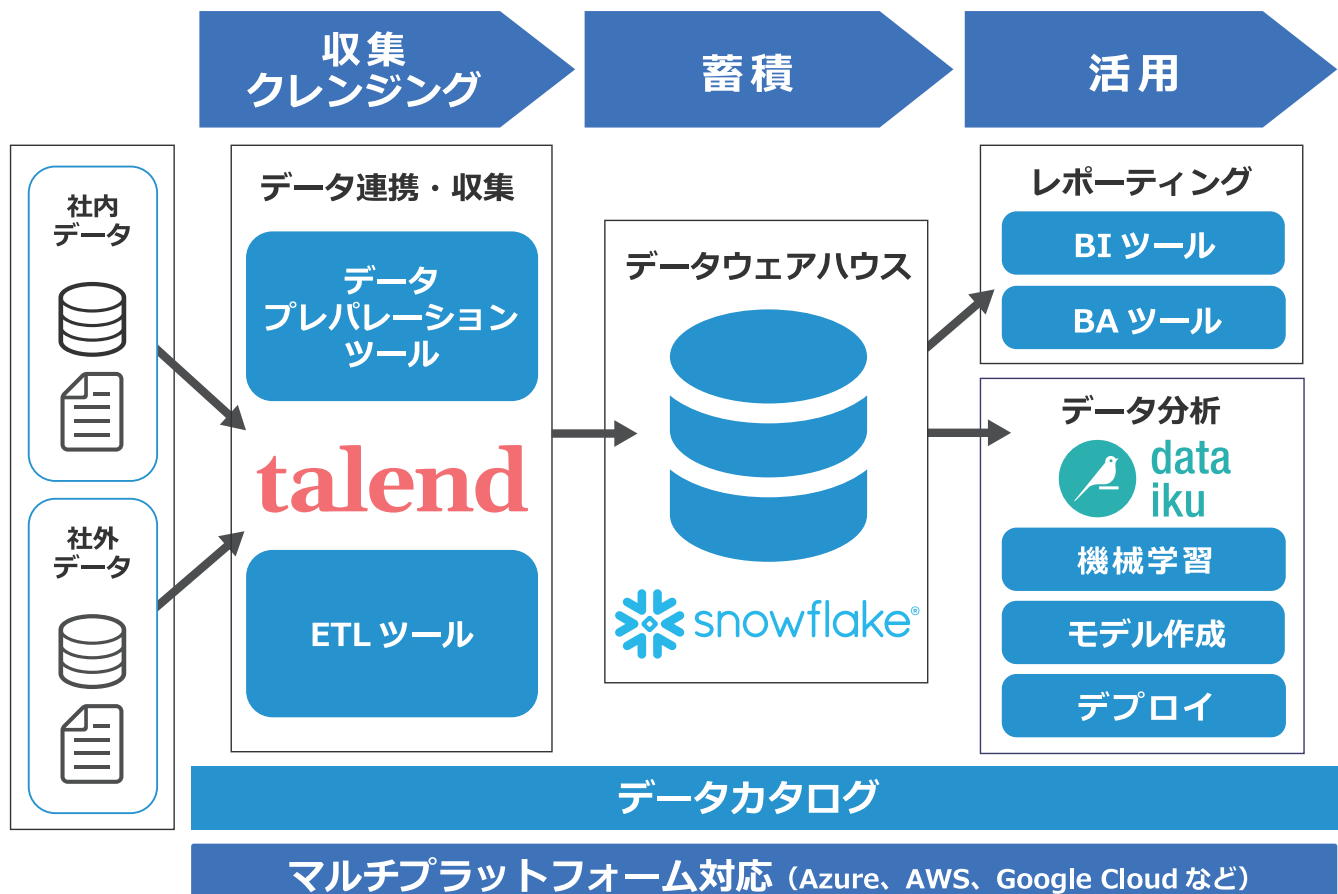 収集
クレンジング
蓄積
活用
社内
データ
社外
データ
データ連携・収集
データ
プレパレーション
ツール
talend
ETL ツール
データウェアハウス
snowflake®
レポーティング
BI ツール
BA ツール
データ分析
data
iku
機械学習
モデル作成
デプロイ
データカタログ
マルチプラットフォーム対応（Azure、AWS、Google Cloud など）